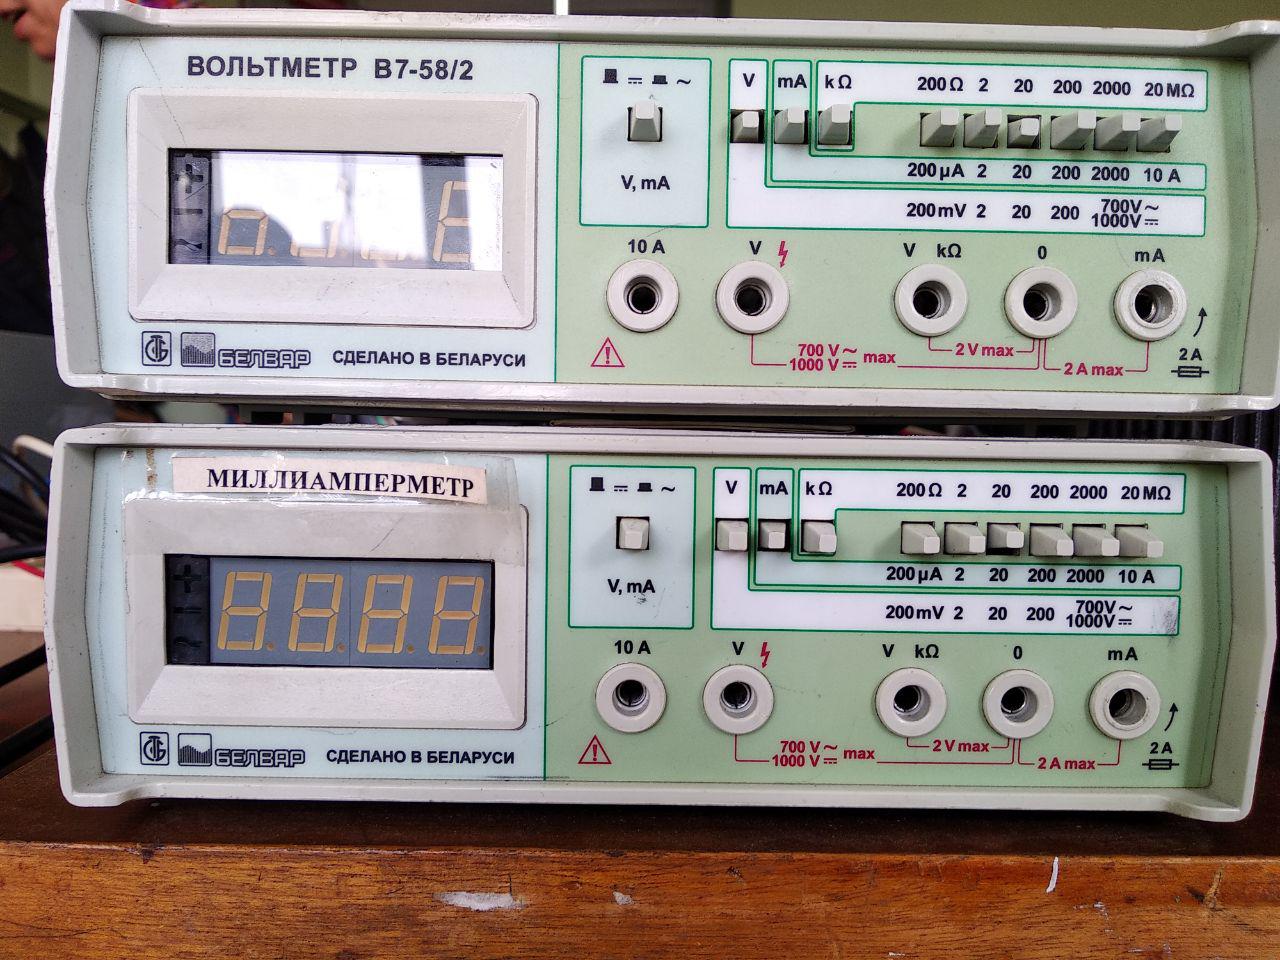 ВОЛЬТМЕТР В7-58/2
V, mA
V mA kΩ 200Ω 2 20 200 2000 20MΩ
200μA 2 20 200 2000 10 A
200mV 2 20 200 700V~
1000V⎓
10 A V V kΩ 0 mA
700 V~
1000 V⎓ max
2 V max
2 A max
2 A
БЕЛВАР СДЕЛАНО В БЕЛАРУСИ
МИЛЛИАМПЕРМЕТР
V, mA
V mA kΩ 200Ω 2 20 200 2000 20MΩ
200μA 2 20 200 2000 10 A
200mV 2 20 200 700V~
1000V⎓
10 A V V kΩ 0 mA
700 V~
1000 V⎓ max
2 V max
2 A max
2 A
БЕЛВАР СДЕЛАНО В БЕЛАРУСИ